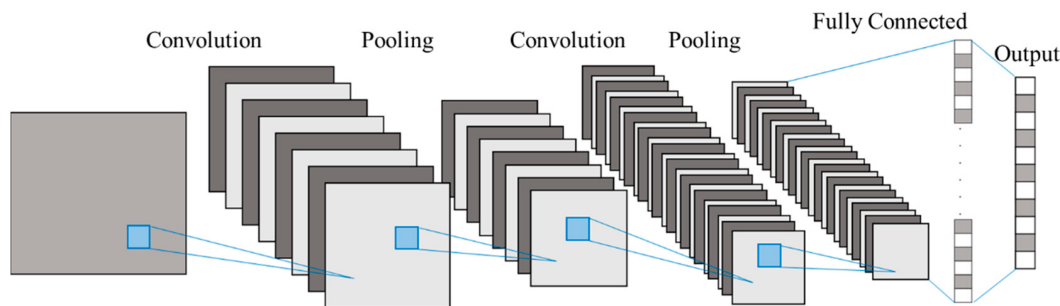 Convolution
Pooling
Convolution
Pooling
Fully Connected
Output